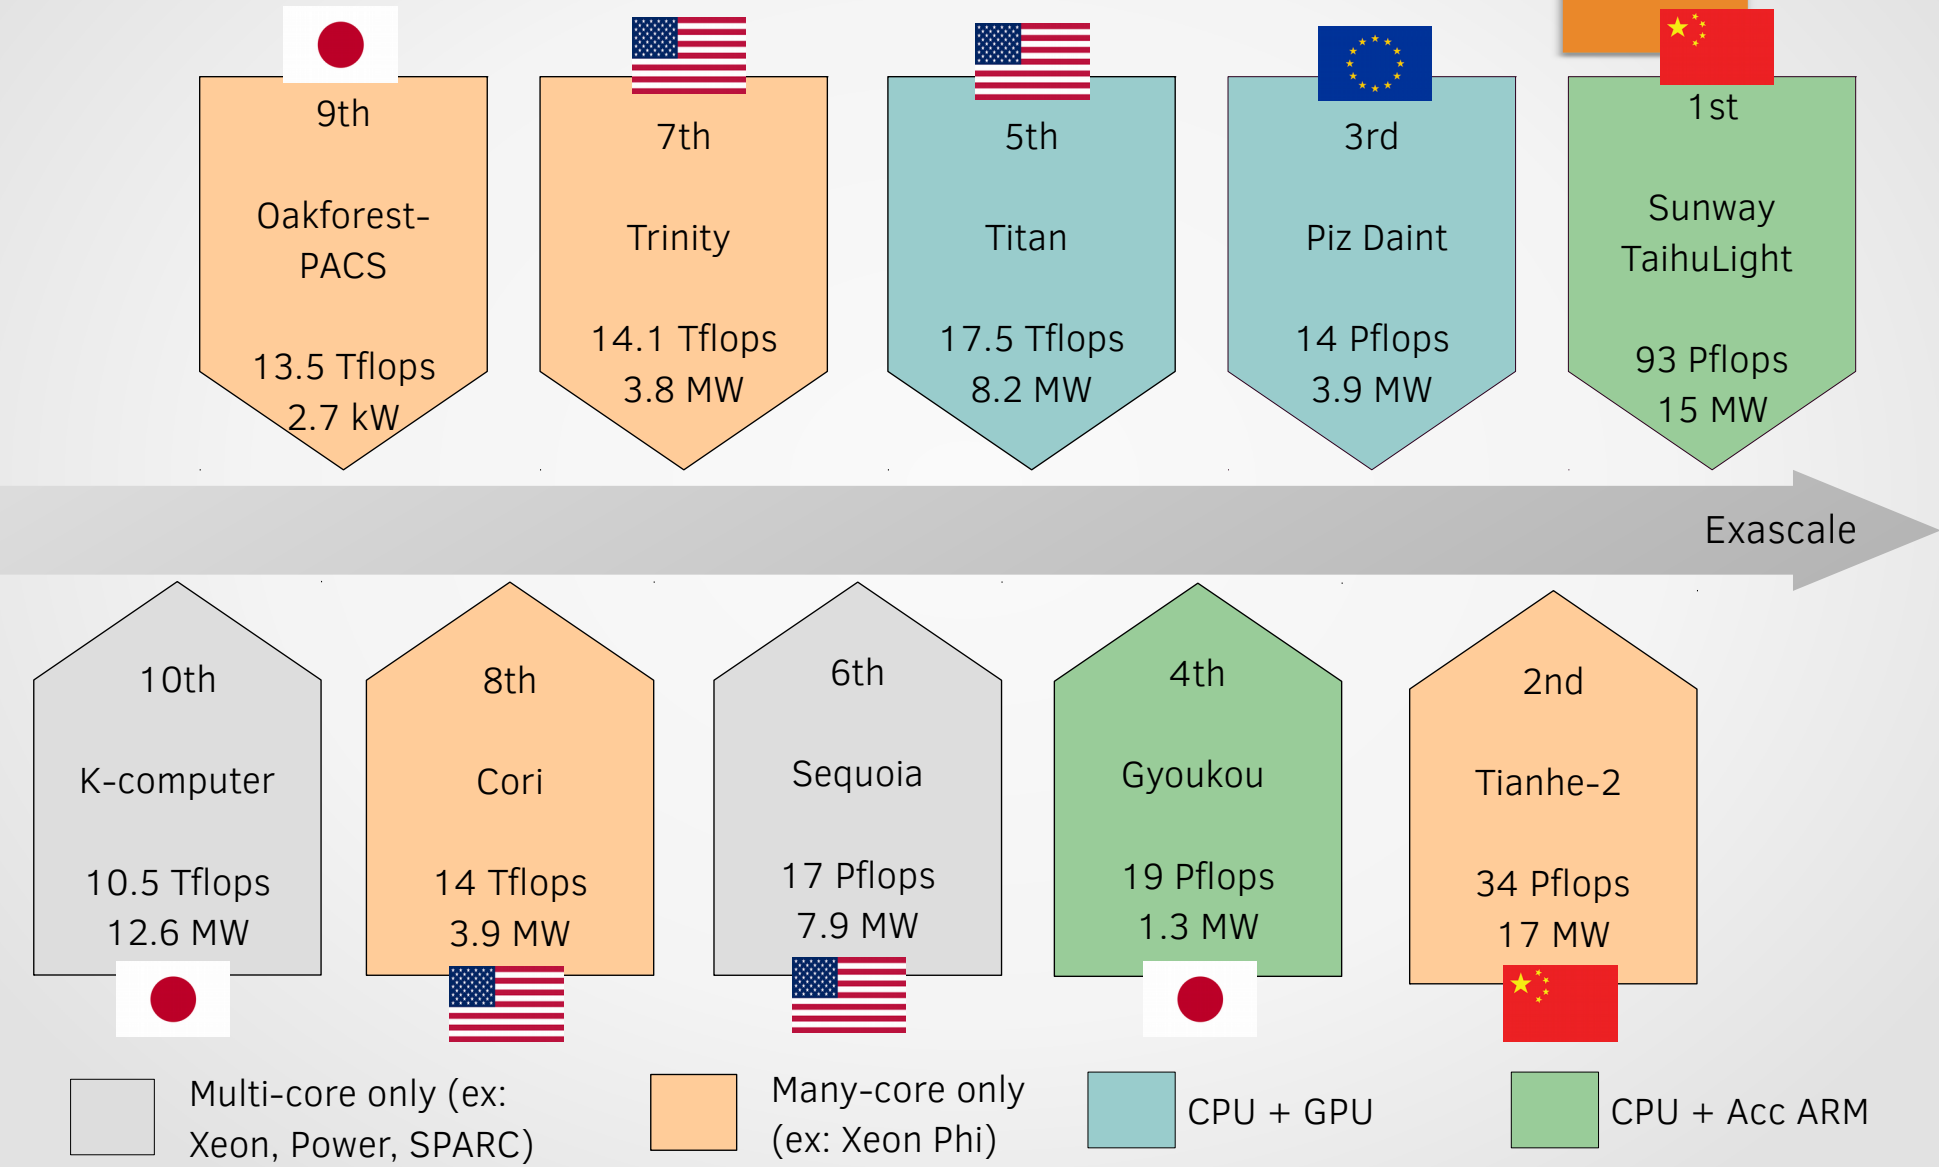 9th
Oakforest-
PACS
13.5 Tflops
2.7 kW
7th
Trinity
14.1 Tflops
3.8 MW
5th
Titan
17.5 Tflops
8.2 MW
3rd
Piz Daint
14 Pflops
3.9 MW
1st
Sunway
TaihuLight
93 Pflops
15 MW
Exascale
10th
K-computer
10.5 Tflops
12.6 MW
8th
Cori
14 Tflops
3.9 MW
6th
Sequoia
17 Pflops
7.9 MW
4th
Gyoukou
19 Pflops
1.3 MW
2nd
Tianhe-2
34 Pflops
17 MW
Multi-core only (ex:
Xeon, Power, SPARC)
Many-core only
(ex: Xeon Phi)
CPU + GPU
CPU + Acc ARM